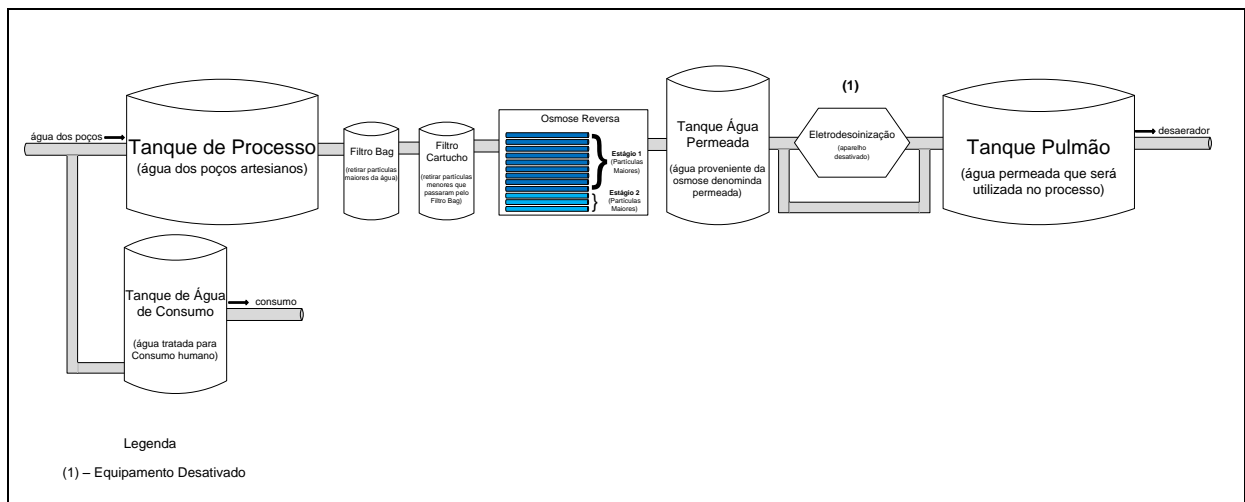 (1)
água dos poços
Tanque de Processo
(água dos poços artesianos)
Filtro Bag
(retirar partículas
maiores da água)
Filtro
Cartucho
(retirar partículas
menores que
passaram pelo
Filtro Bag)
Osmose Reversa
Estágio 1
(Partículas
Maiores)
Estágio 2
(Partículas
Maiores)
Tanque Água
Permeada
(água proveniente da
osmose denominda
permeada)
Eletrodesoinização
(aparelho
desativado)
Tanque Pulmão
(água permeada que será
utilizada no processo)
desaerador
Tanque de Água
de Consumo
(água tratada para
Consumo humano)
consumo
Legenda
(1) – Equipamento Desativado